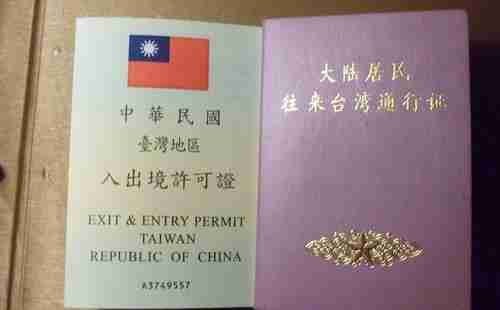 中華民國
臺灣地區
入出境許可證
EXIT & ENTRY PERMIT
TAIWAN
REPUBLIC OF CHINA
A3749557
大陆居民
往来台湾通行证